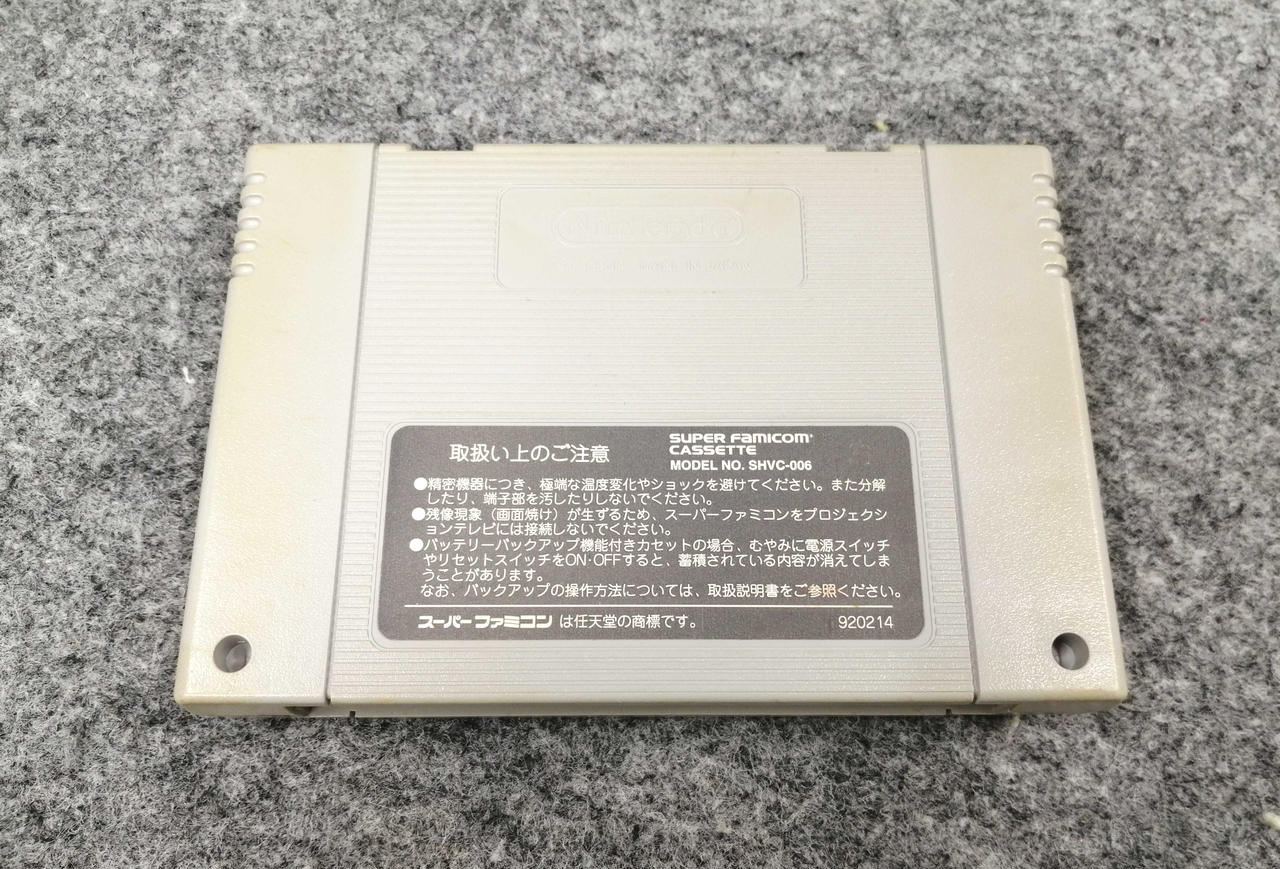 Nintendo
MADE IN JAPAN
取扱い上のご注意
SUPER FAMICOM
CASSETTE
MODEL NO. SHVC-006
●精密機器につき、極端な温度変化やショックを避けてください。また分解
したり、端子部を汚したりしないでください。
●残像現象（画面焼け）が生ずるため、スーパーファミコンをプロジェクシ
ョンテレビには接続しないでください。
●バッテリーバックアップ機能付きカセットの場合、むやみに電源スイッチ
やリセットスイッチをON·OFFすると、蓄積されている内容が消えてしま
うことがあります。
なお、バックアップの操作方法については、取扱説明書をご参照ください。
スーパーファミコン は任天堂の商標です。
920214